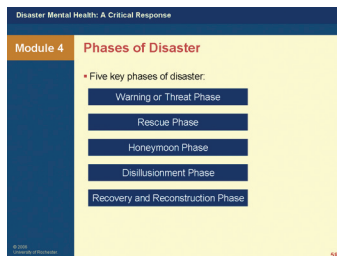 Disaster Mental Health: A Critical Response
Module 4
Phases of Disaster
Five key phases of disaster:
Warning or Threat Phase
Rescue Phase
Honeymoon Phase
Disillusionment Phase
Recovery and Reconstruction Phase
University of Rochester